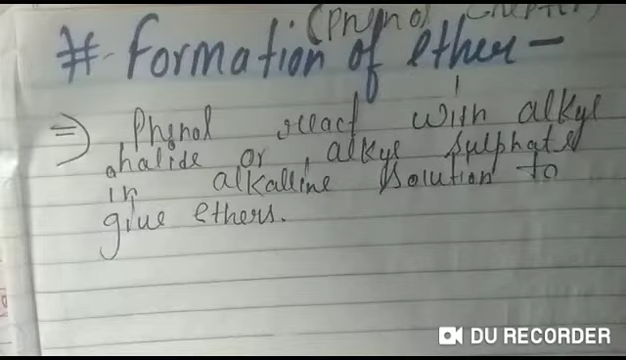 (Phenol Chapter)
# Formation of ether -
⇒ Phenol react with alkyl
halide or, alkyl sulphate
in alkaline solution to
give ethers.
DU RECORDER